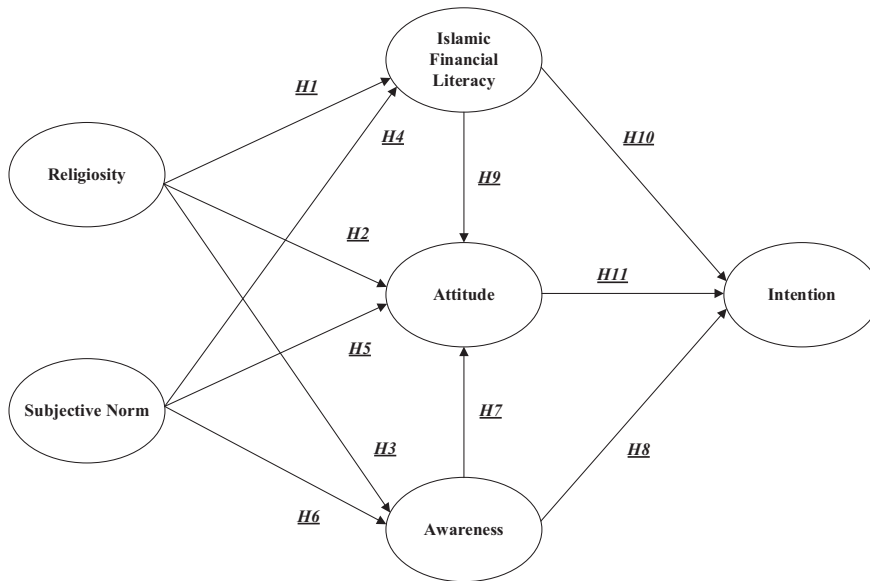 Islamic
Financial
Literacy
H1
H4
H10
Religiosity
H9
H2
Attitude
H11
Intention
H5
Subjective Norm
H7
H3
H8
H6
Awareness